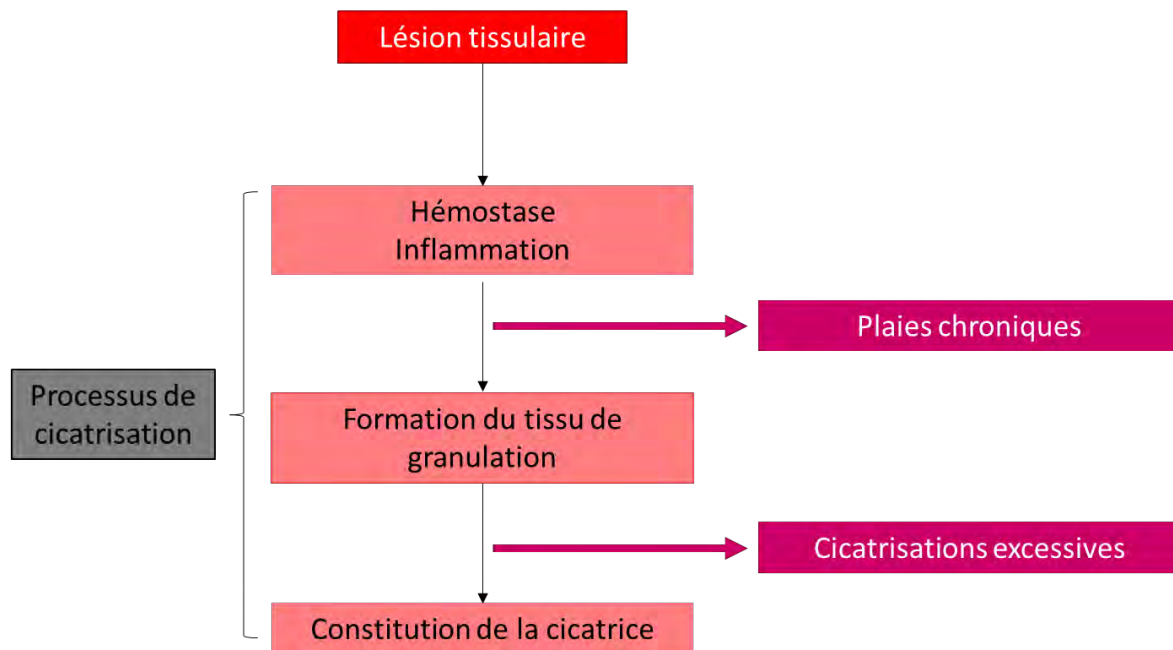 Lésion tissulaire
Hémostase
Inflammation
Plaies chroniques
Processus de
cicatrisation
Formation du tissu de
granulation
Cicatrisations excessives
Constitution de la cicatrice